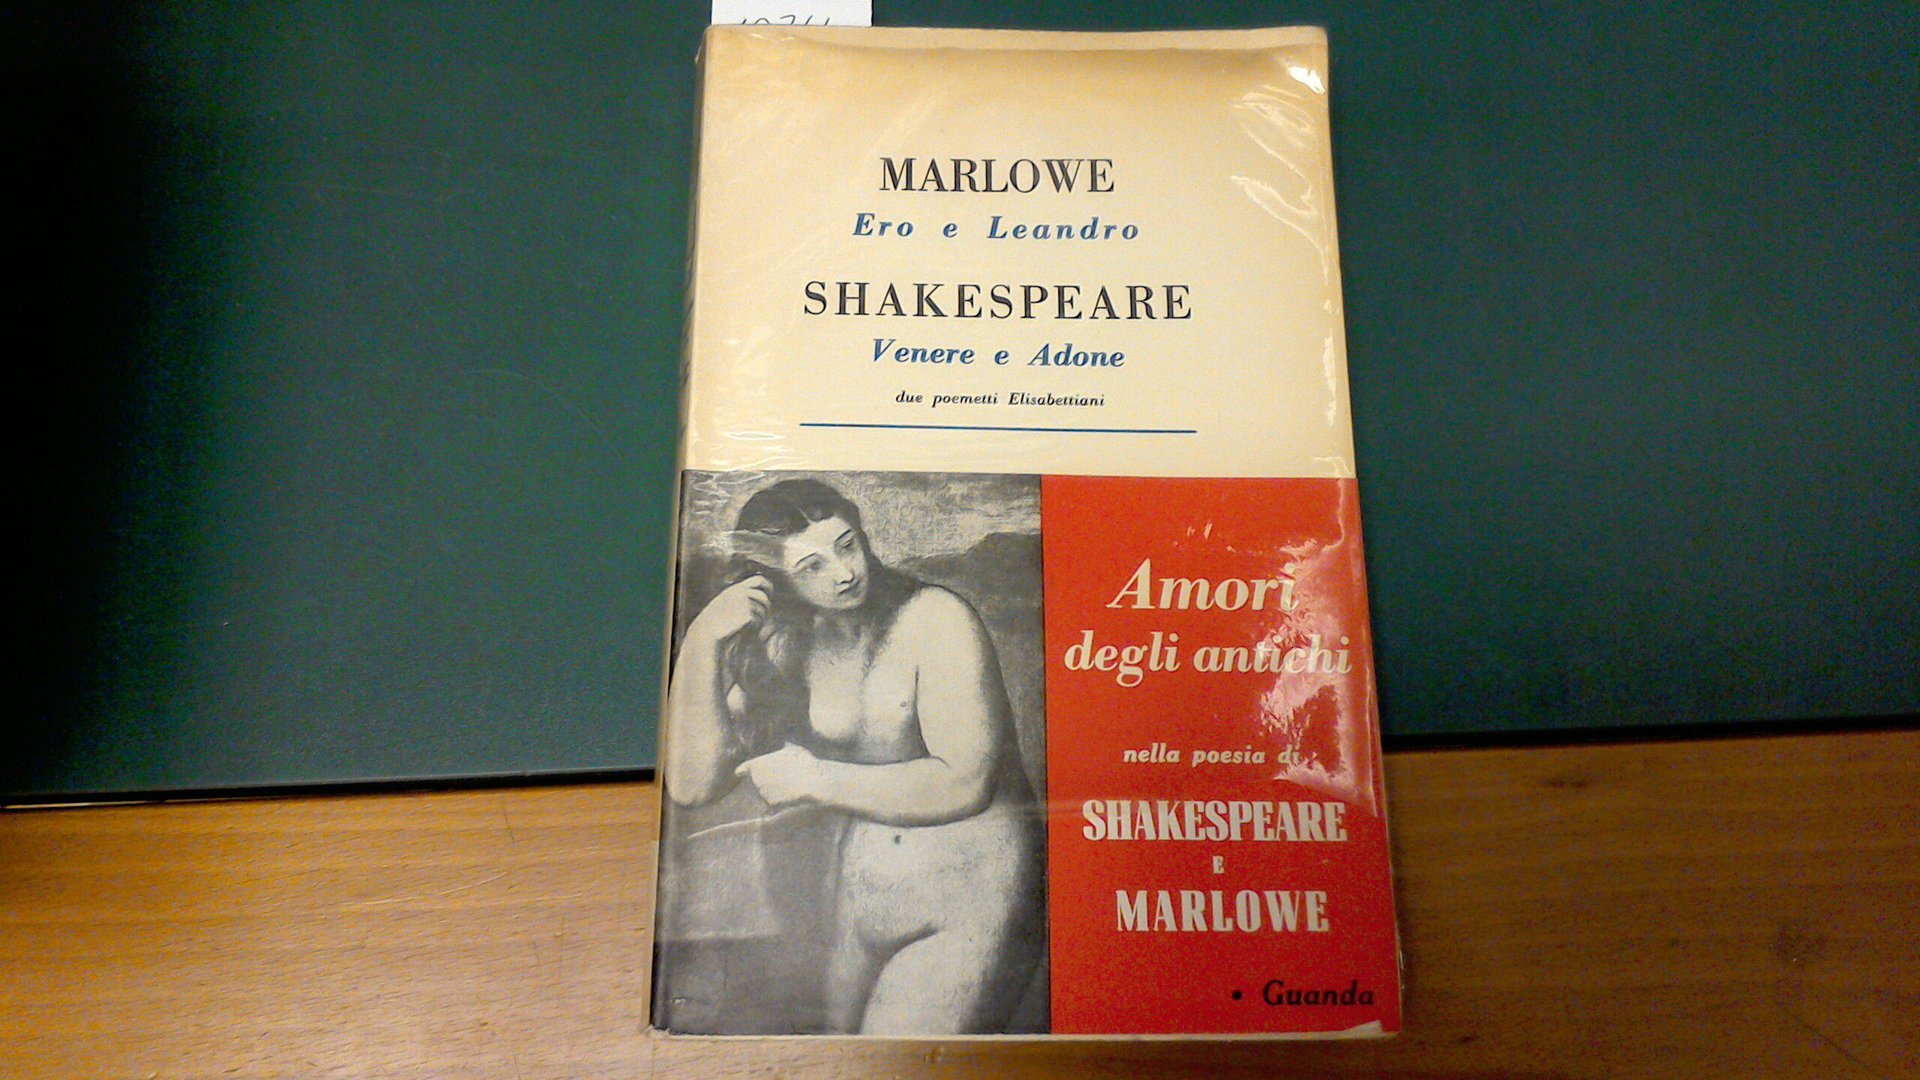 MARLOWE
Ero e Leandro
SHAKESPEARE
Venere e Adone
due poemetti Elisabettiani
Amori
degli antichi
nella poesia di
SHAKESPEARE
E
MARLOWE
• Guanda